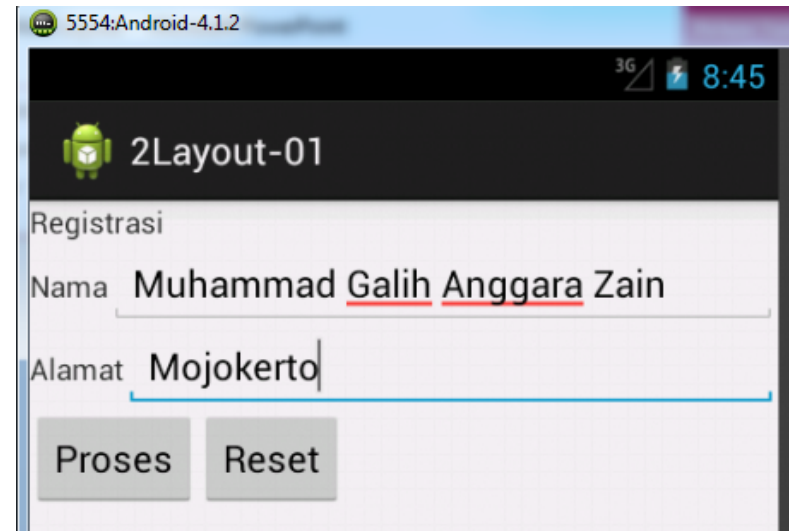 5554:Android-4.1.2
3G 8:45
2Layout-01
Registrasi
Nama Muhammad Galih Anggara Zain
Alamat Mojokerto
Proses Reset